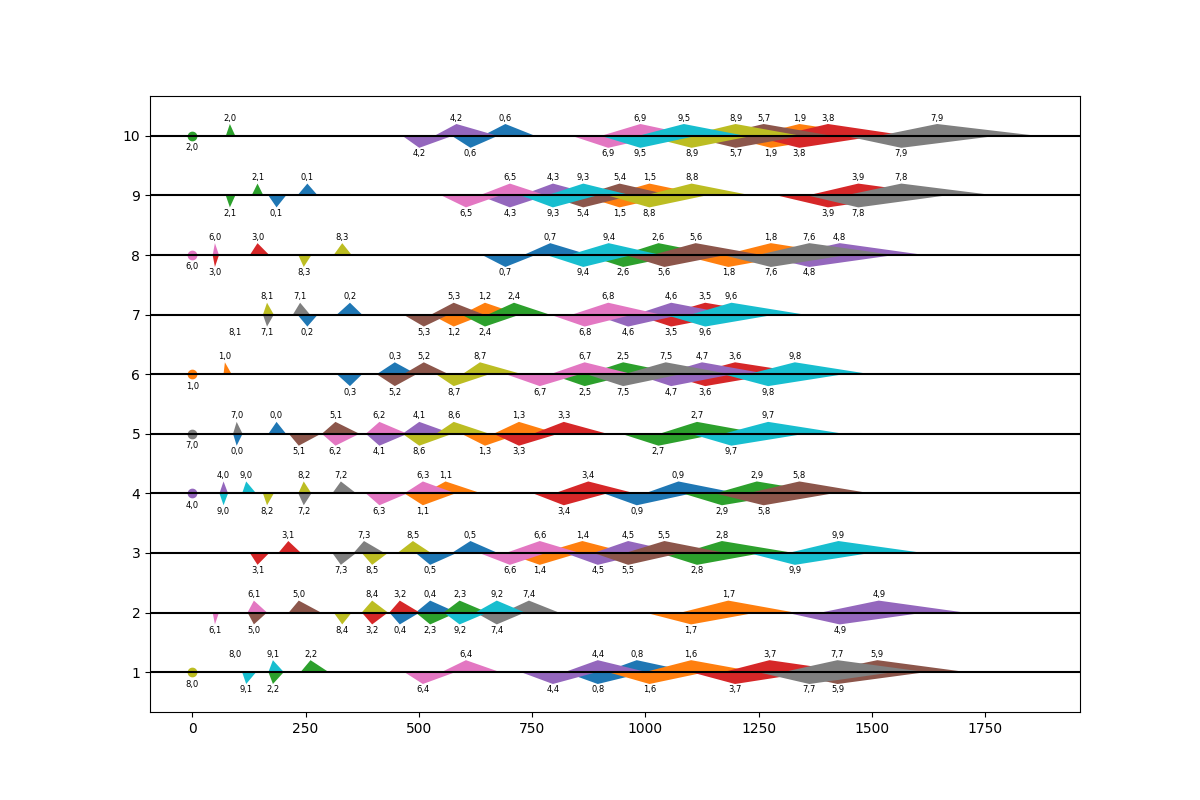 2,0 4,2 0,6 6,9 9,5 8,9 5,7 1,9 3,8 7,9
10
2,0 4,2 0,6 6,9 9,5 8,9 5,7 1,9 3,8 7,9
2,1 0,1 6,5 4,3 9,3 5,4 1,5 8,8 3,9 7,8
9
2,1 0,1 6,5 4,3 9,3 5,4 1,5 8,8 3,9 7,8
6,0 3,0 8,3 0,7 9,4 2,6 5,6 1,8 7,6 4,8
8
6,0 3,0 8,3 0,7 9,4 2,6 5,6 1,8 7,6 4,8
8,1 7,1 0,2 5,3 1,2 2,4 6,8 4,6 3,5 9,6
7
8,1 7,1 0,2 5,3 1,2 2,4 6,8 4,6 3,5 9,6
1,0 0,3 5,2 8,7 6,7 2,5 7,5 4,7 3,6 9,8
6
1,0 0,3 5,2 8,7 6,7 2,5 7,5 4,7 3,6 9,8
7,0 0,0 5,1 6,2 4,1 8,6 1,3 3,3 2,7 9,7
5
7,0 0,0 5,1 6,2 4,1 8,6 1,3 3,3 2,7 9,7
4,0 9,0 8,2 7,2 6,3 1,1 3,4 0,9 2,9 5,8
4
4,0 9,0 8,2 7,2 6,3 1,1 3,4 0,9 2,9 5,8
3,1 7,3 8,5 0,5 6,6 1,4 4,5 5,5 2,8 9,9
3
3,1 7,3 8,5 0,5 6,6 1,4 4,5 5,5 2,8 9,9
6,1 5,0 8,4 3,2 0,4 2,3 9,2 7,4 1,7 4,9
2
6,1 5,0 8,4 3,2 0,4 2,3 9,2 7,4 1,7 4,9
8,0 9,1 2,2 6,4 4,4 0,8 1,6 3,7 7,7 5,9
1
8,0 9,1 2,2 6,4 4,4 0,8 1,6 3,7 7,7 5,9
0 250 500 750 1000 1250 1500 1750